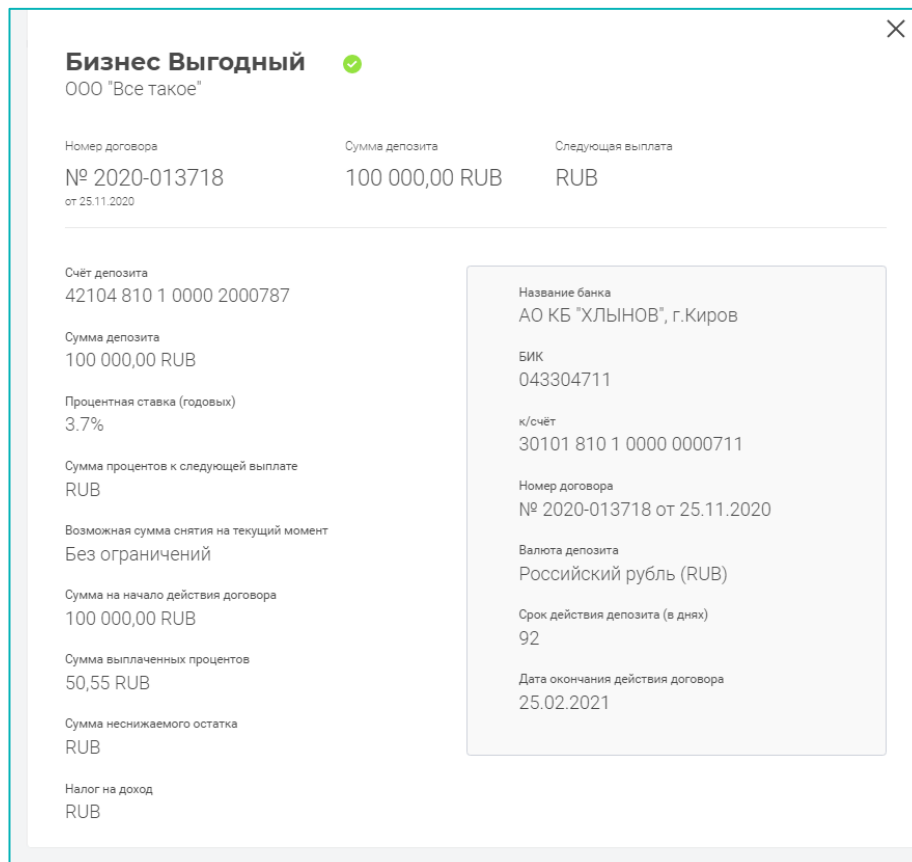 Бизнес Выгодный
ООО "Все такое"
Номер договора
№ 2020-013718
от 25.11.2020
Сумма депозита
100 000,00 RUB
Следующая выплата
RUB
Счёт депозита
42104 810 1 0000 2000787
Сумма депозита
100 000,00 RUB
Процентная ставка (годовых)
3.7%
Сумма процентов к следующей выплате
RUB
Возможная сумма снятия на текущий момент
Без ограничений
Сумма на начало действия договора
100 000,00 RUB
Сумма выплаченных процентов
50,55 RUB
Сумма неснижаемого остатка
RUB
Налог на доход
RUB
Название банка
АО КБ "ХЛЫНОВ", г.Киров
БИК
043304711
к/счёт
30101 810 1 0000 0000711
Номер договора
№ 2020-013718 от 25.11.2020
Валюта депозита
Российский рубль (RUB)
Срок действия депозита (в днях)
92
Дата окончания действия договора
25.02.2021